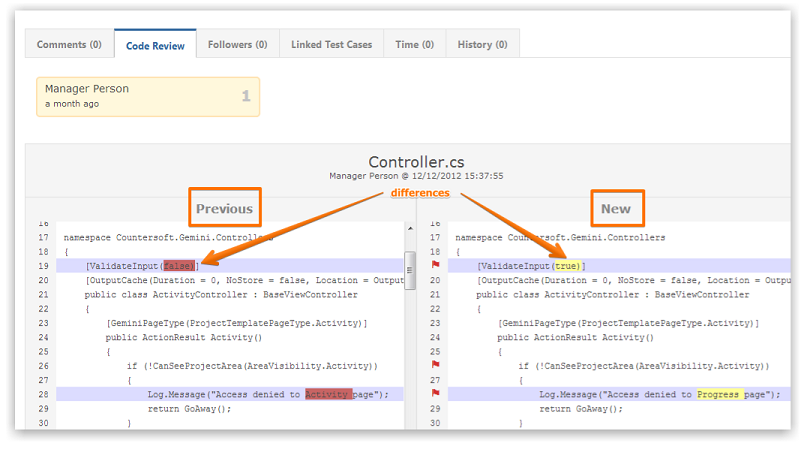 Comments (0) Code Review Followers (0) Linked Test Cases Time (0) History (0)
Manager Person 1
a month ago
Controller.cs
Manager Person @ 12/12/2012 15:37:55
differences
Previous
16
17 namespace Countersoft.Gemini.Controllers
18 {
19 [ValidateInput(false)]
20 [OutputCache(Duration = 0, NoStore = false, Location = Outpu
21 public class ActivityController : BaseViewController
22 {
23 [GeminiPageType(ProjectTemplatePageType.Activity)]
24 public ActionResult Activity()
25 {
26 if (!CanSeeProjectArea(AreaVisibility.Activity))
27 {
28 Log.Message("Access denied to Activity page");
29 return GoAway();
30 }
New
16
17 namespace Countersoft.Gemini.Controllers
18 {
19 [ValidateInput(true)]
20 [OutputCache(Duration = 0, NoStore = false, Location = Outpu
21 public class ActivityController : BaseViewController
22 {
23 [GeminiPageType(ProjectTemplatePageType.Activity)]
24 public ActionResult Activity()
25 {
26 if (!CanSeeProjectArea(AreaVisibility.Activity))
27 {
28 Log.Message("Access denied to Progress page");
29 return GoAway();
30 }